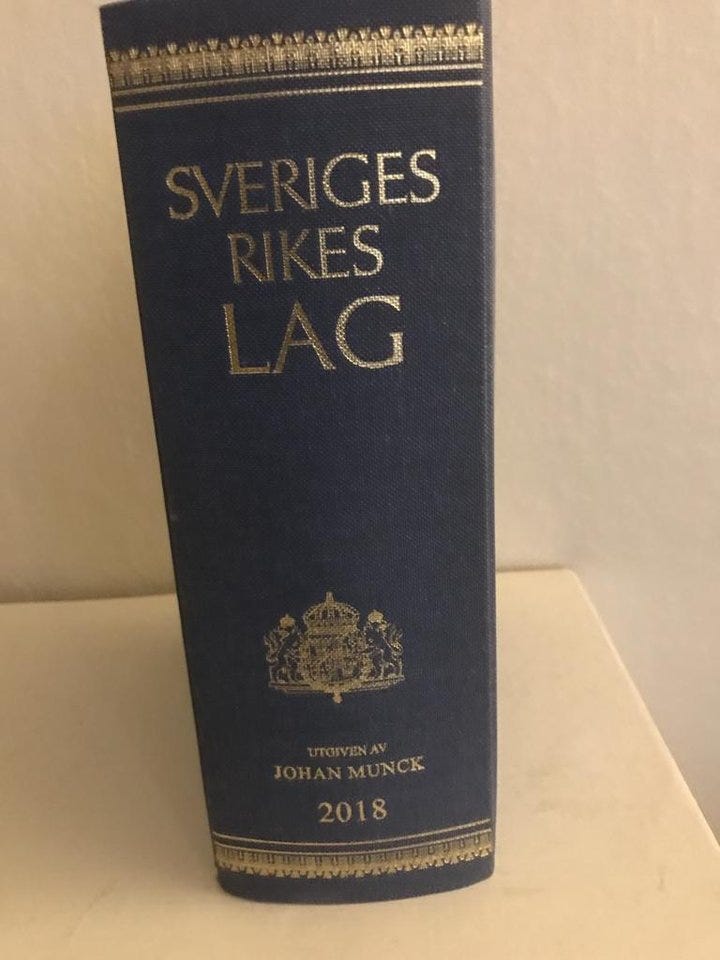 SVERIGES
RIKES
LAG
UTGIVEN AV
JOHAN MUNCK
2018